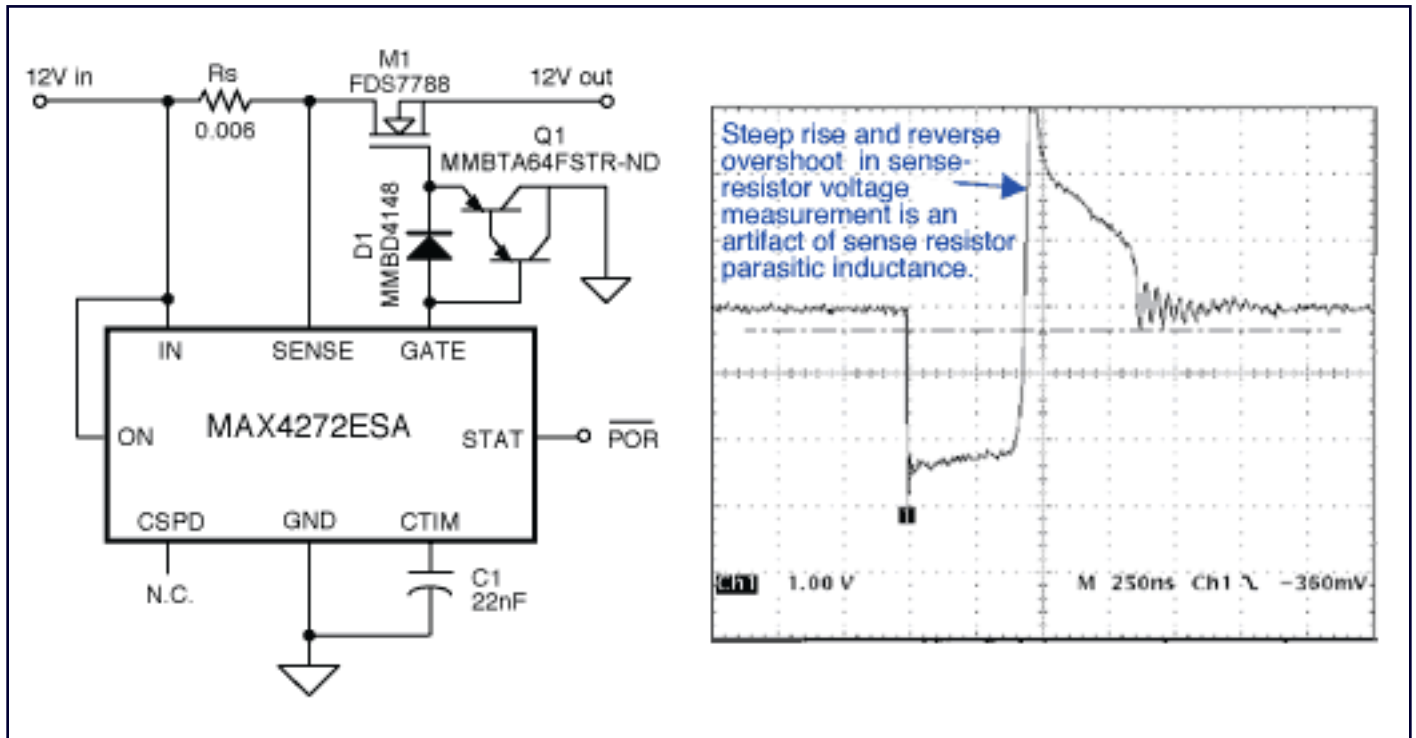 M1
12V in
Rs
FDS7788
12V out
0.006
Q1
MMBTA64FSTR-ND
D1
MMBD4148
IN
SENSE
GATE
ON
MAX4272ESA
STAT
POR
CSPD
GND
CTIM
N.C.
C1
22nF
Steep rise and reverse
overshoot in sense-
resistor voltage
measurement is an
artifact of sense resistor
parasitic inductance.
1
Ch1 1.00 V M 250ns Ch1 -360mV